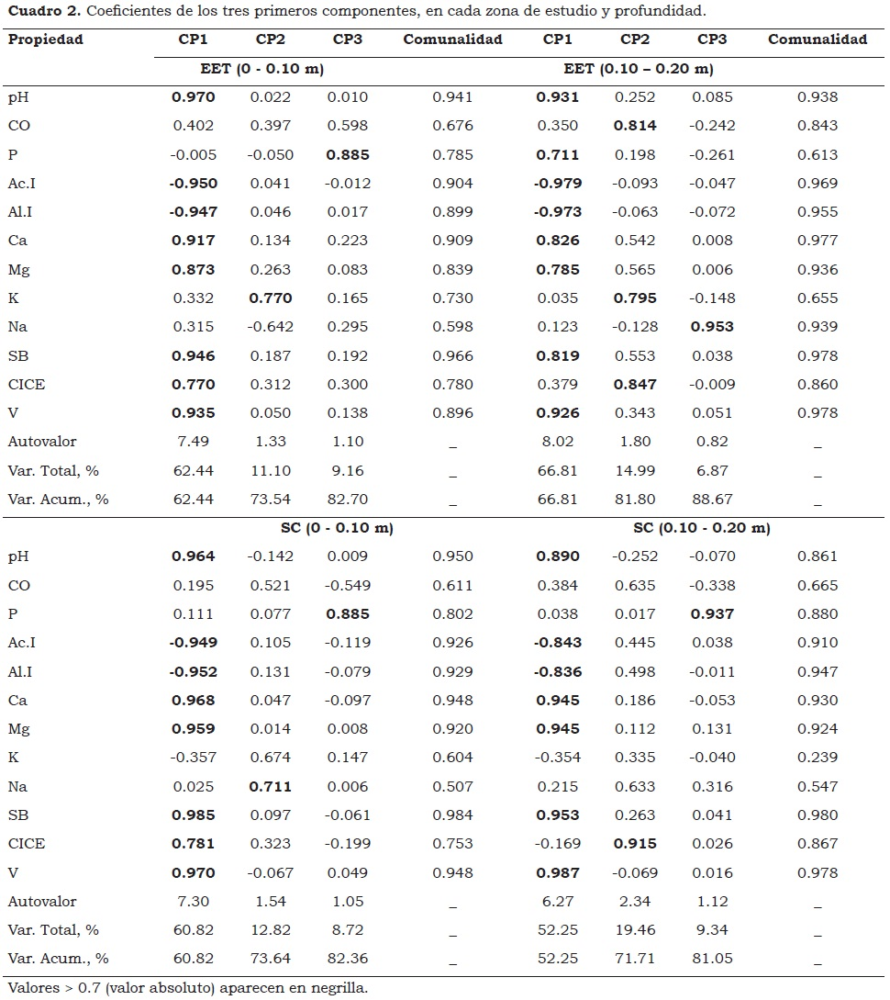 Cuadro 2. Coeficientes de los tres primeros componentes, en cada zona de estudio y profundidad.
Propiedad CP1 CP2 CP3 Comunalidad CP1 CP2 CP3 Comunalidad
EET (0 - 0.10 m) EET (0.10 – 0.20 m)
pH 0.970 0.022 0.010 0.941 0.931 0.252 0.085 0.938
CO 0.402 0.397 0.598 0.676 0.350 0.814 -0.242 0.843
P -0.005 -0.050 0.885 0.785 0.711 0.198 -0.261 0.613
Ac.I -0.950 0.041 -0.012 0.904 -0.979 -0.093 -0.047 0.969
Al.I -0.947 0.046 0.017 0.899 -0.973 -0.063 -0.072 0.955
Ca 0.917 0.134 0.223 0.909 0.826 0.542 0.008 0.977
Mg 0.873 0.263 0.083 0.839 0.785 0.565 0.006 0.936
K 0.332 0.770 0.165 0.730 0.035 0.795 -0.148 0.655
Na 0.315 -0.642 0.295 0.598 0.123 -0.128 0.953 0.939
SB 0.946 0.187 0.192 0.966 0.819 0.553 0.038 0.978
CICE 0.770 0.312 0.300 0.780 0.379 0.847 -0.009 0.860
V 0.935 0.050 0.138 0.896 0.926 0.343 0.051 0.978
Autovalor 7.49 1.33 1.10 _ 8.02 1.80 0.82 _
Var. Total, % 62.44 11.10 9.16 _ 66.81 14.99 6.87 _
Var. Acum., % 62.44 73.54 82.70 _ 66.81 81.80 88.67 _
SC (0 - 0.10 m) SC (0.10 - 0.20 m)
pH 0.964 -0.142 0.009 0.950 0.890 -0.252 -0.070 0.861
CO 0.195 0.521 -0.549 0.611 0.384 0.635 -0.338 0.665
P 0.111 0.077 0.885 0.802 0.038 0.017 0.937 0.880
Ac.I -0.949 0.105 -0.119 0.926 -0.843 0.445 0.038 0.910
Al.I -0.952 0.131 -0.079 0.929 -0.836 0.498 -0.011 0.947
Ca 0.968 0.047 -0.097 0.948 0.945 0.186 -0.053 0.930
Mg 0.959 0.014 0.008 0.920 0.945 0.112 0.131 0.924
K -0.357 0.674 0.147 0.604 -0.354 0.335 -0.040 0.239
Na 0.025 0.711 0.006 0.507 0.215 0.633 0.316 0.547
SB 0.985 0.097 -0.061 0.984 0.953 0.263 0.041 0.980
CICE 0.781 0.323 -0.199 0.753 -0.169 0.915 0.026 0.867
V 0.970 -0.067 0.049 0.948 0.987 -0.069 0.016 0.978
Autovalor 7.30 1.54 1.05 _ 6.27 2.34 1.12 _
Var. Total, % 60.82 12.82 8.72 _ 52.25 19.46 9.34 _
Var. Acum., % 60.82 73.64 82.36 _ 52.25 71.71 81.05 _
Valores > 0.7 (valor absoluto) aparecen en negrilla.